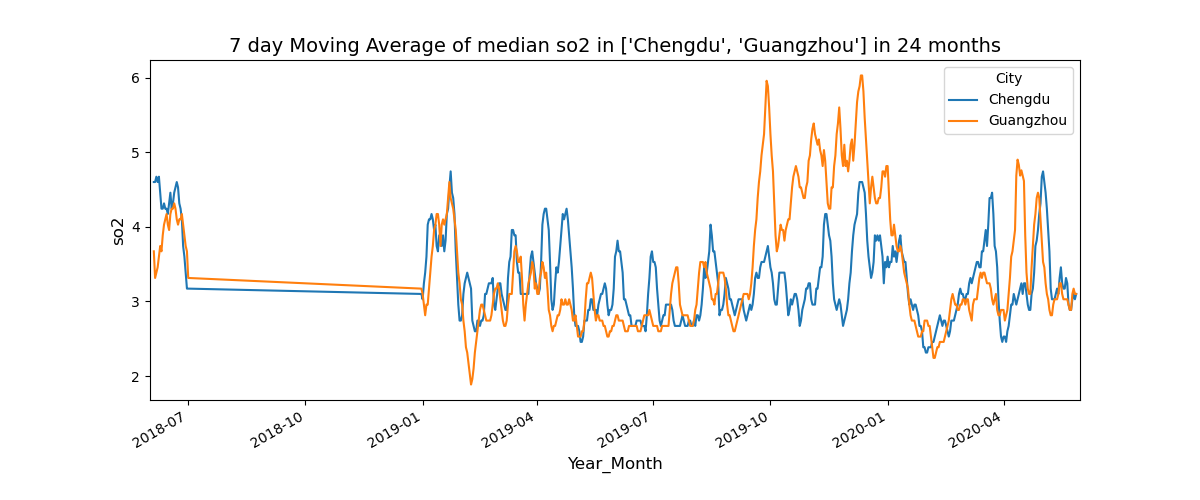 7 day Moving Average of median so2 in ['Chengdu', 'Guangzhou'] in 24 months
City
Chengdu
Guangzhou
6
5
4
3
2
so2
2018-07
2018-10
2019-01
2019-04
2019-07
2019-10
2020-01
2020-04
Year_Month